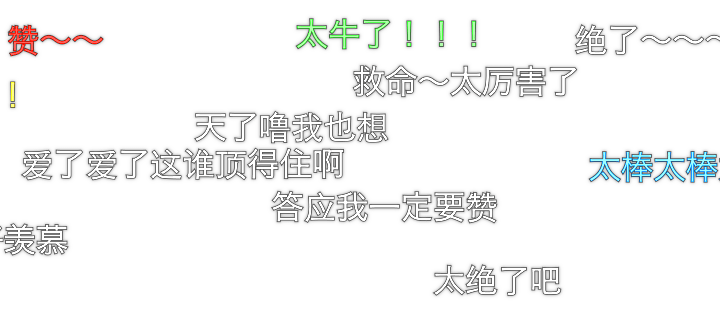 赞～～
太牛了！！！
绝了～～～
救命～太厉害了
！
天了噜我也想
爱了爱了这谁顶得住啊
太棒太棒
答应我一定要赞
羡慕
太绝了吧